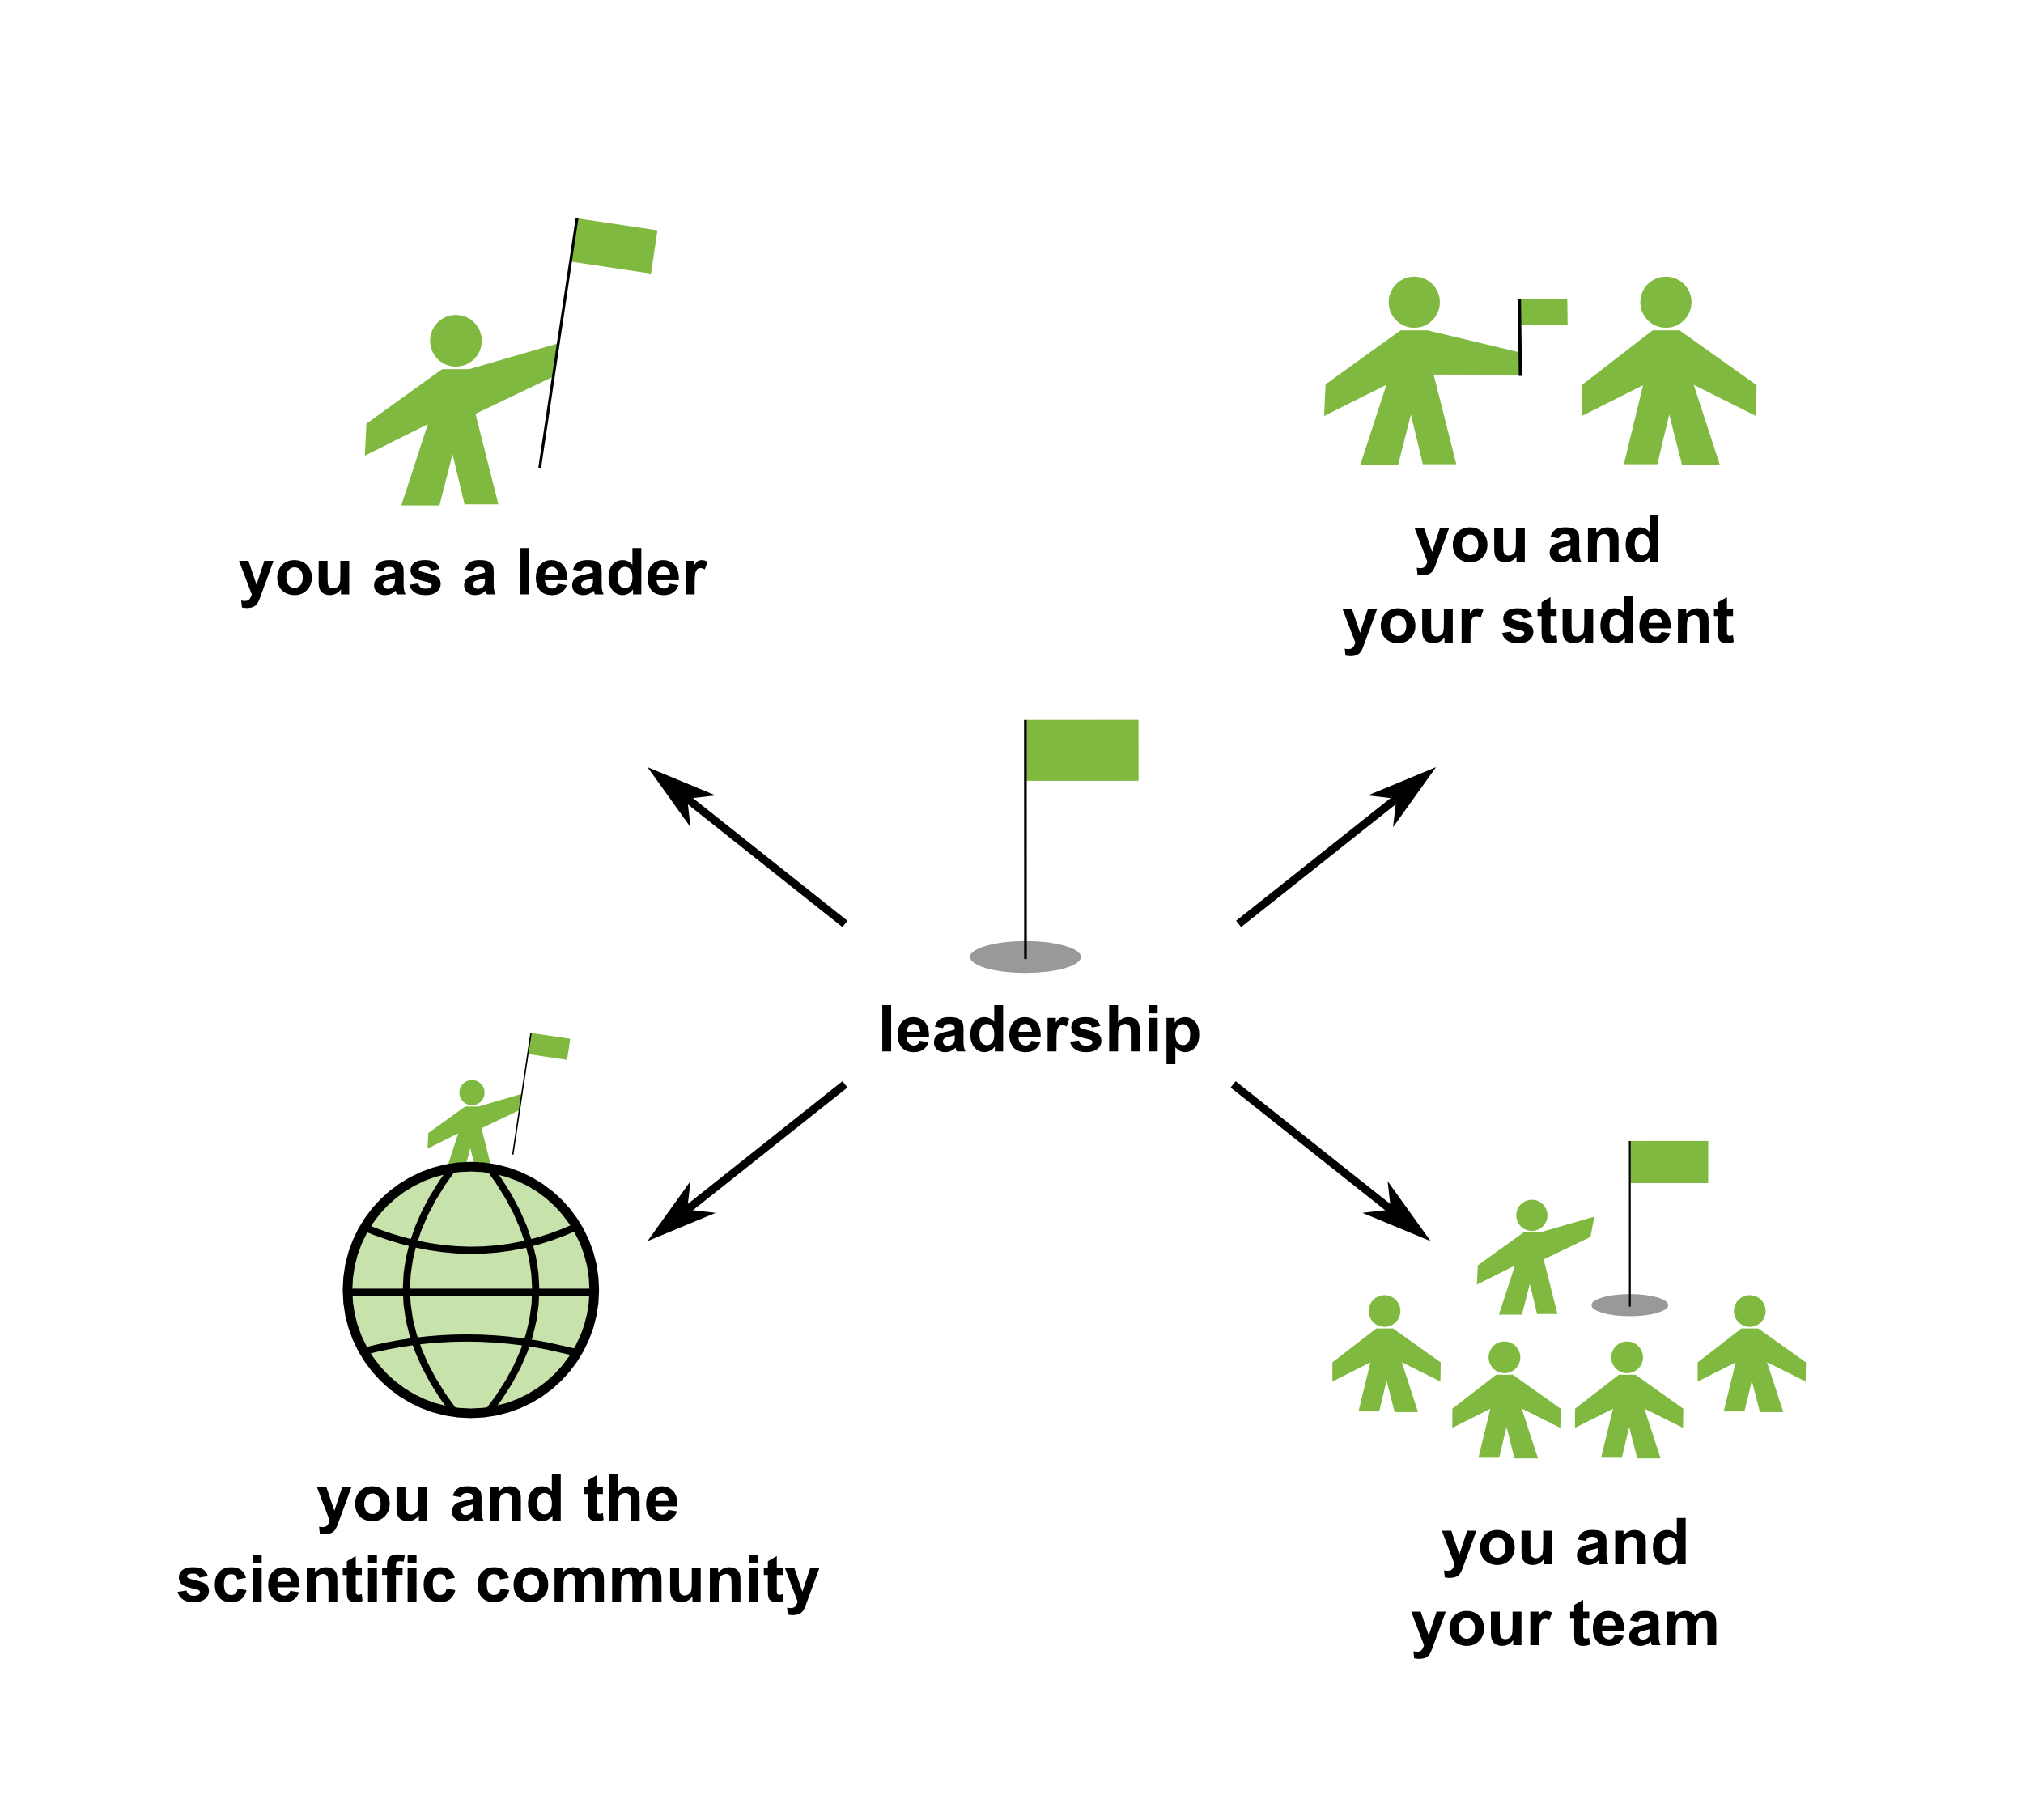 you as a leader
you and
your student
leadership
you and the
scientific community
you and
your team